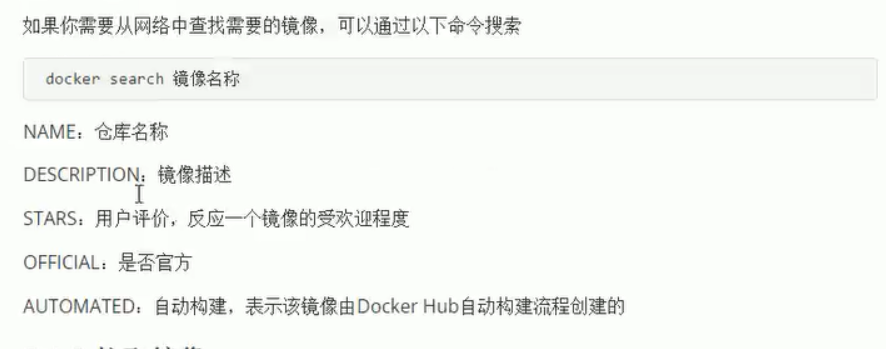 如果你需要从网络中查找需要的镜像，可以通过以下命令搜索
docker search 镜像名称
NAME：仓库名称
DESCRIPTION：镜像描述
STARS：用户评价，反应一个镜像的受欢迎程度
OFFICIAL：是否官方
AUTOMATED：自动构建，表示该镜像由Docker Hub自动构建流程创建的